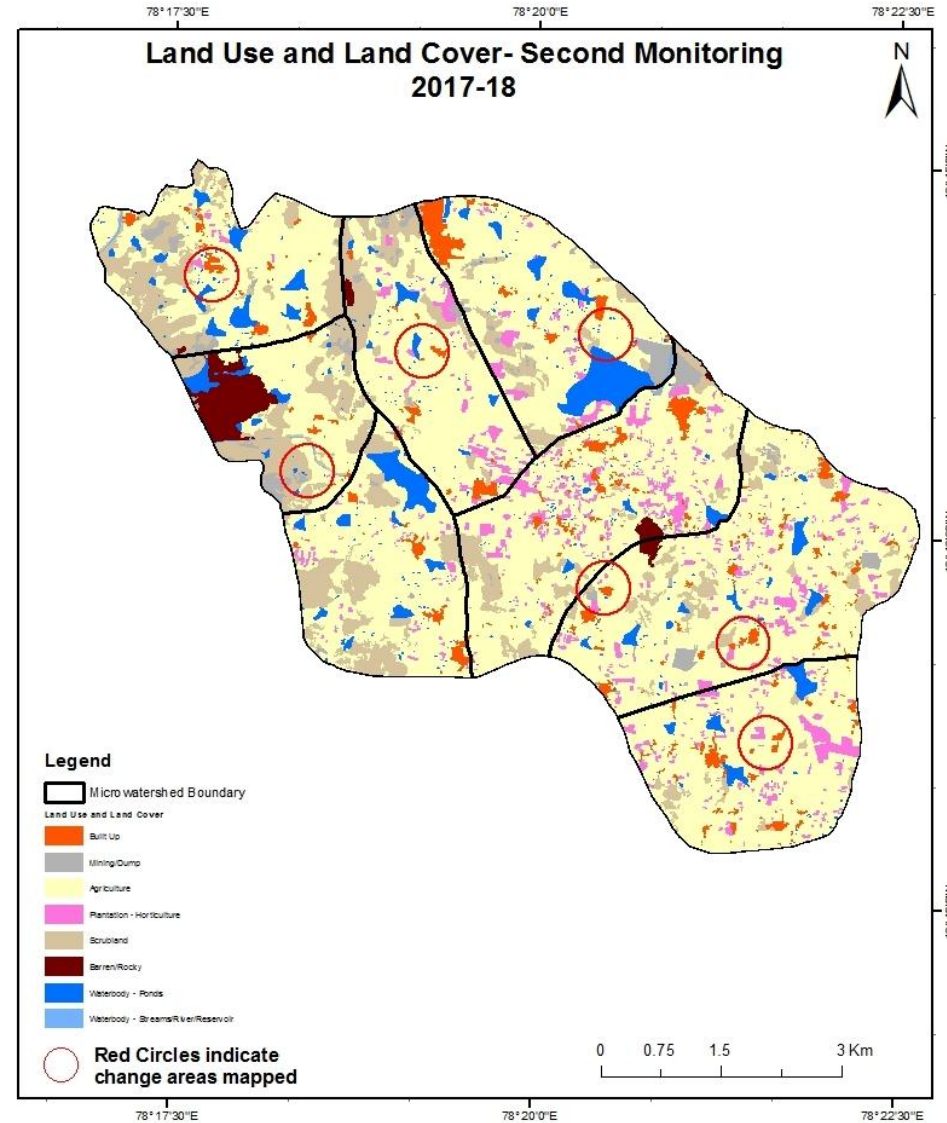 78°17'30"E 78°20'0"E 78°22'30"E
Land Use and Land Cover- Second Monitoring
2017-18
N
Legend
Microwatershed Boundary
Land Use and Land Cover
Built Up
Mining/Dump
Agriculture
Plantation - Horticulture
Scrubland
Barren/Rocky
Waterbody - Ponds
Waterbody - Streams/River/Reservoir
Red Circles indicate
change areas mapped
0 0.75 1.5 3 Km
78°17'30"E 78°20'0"E 78°22'30"E